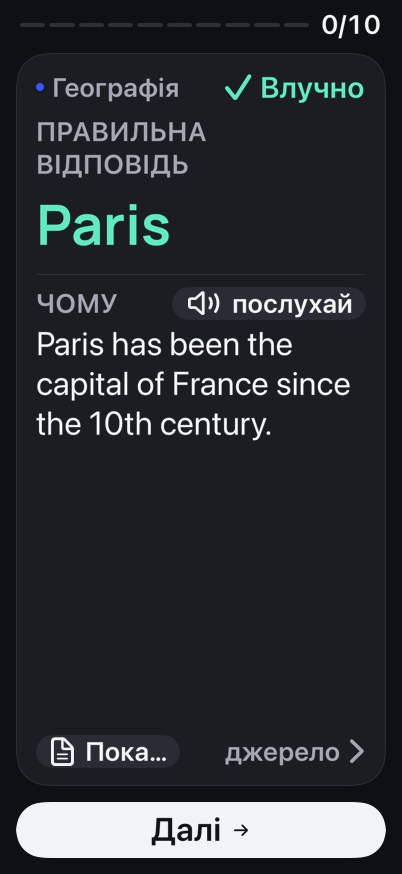 0/10
Географія
Влучно
ПРАВИЛЬНА
ВІДПОВІДЬ
Paris
ЧОМУ
послухай
Paris has been the
capital of France since
the 10th century.
Пока...
джерело
Далі →